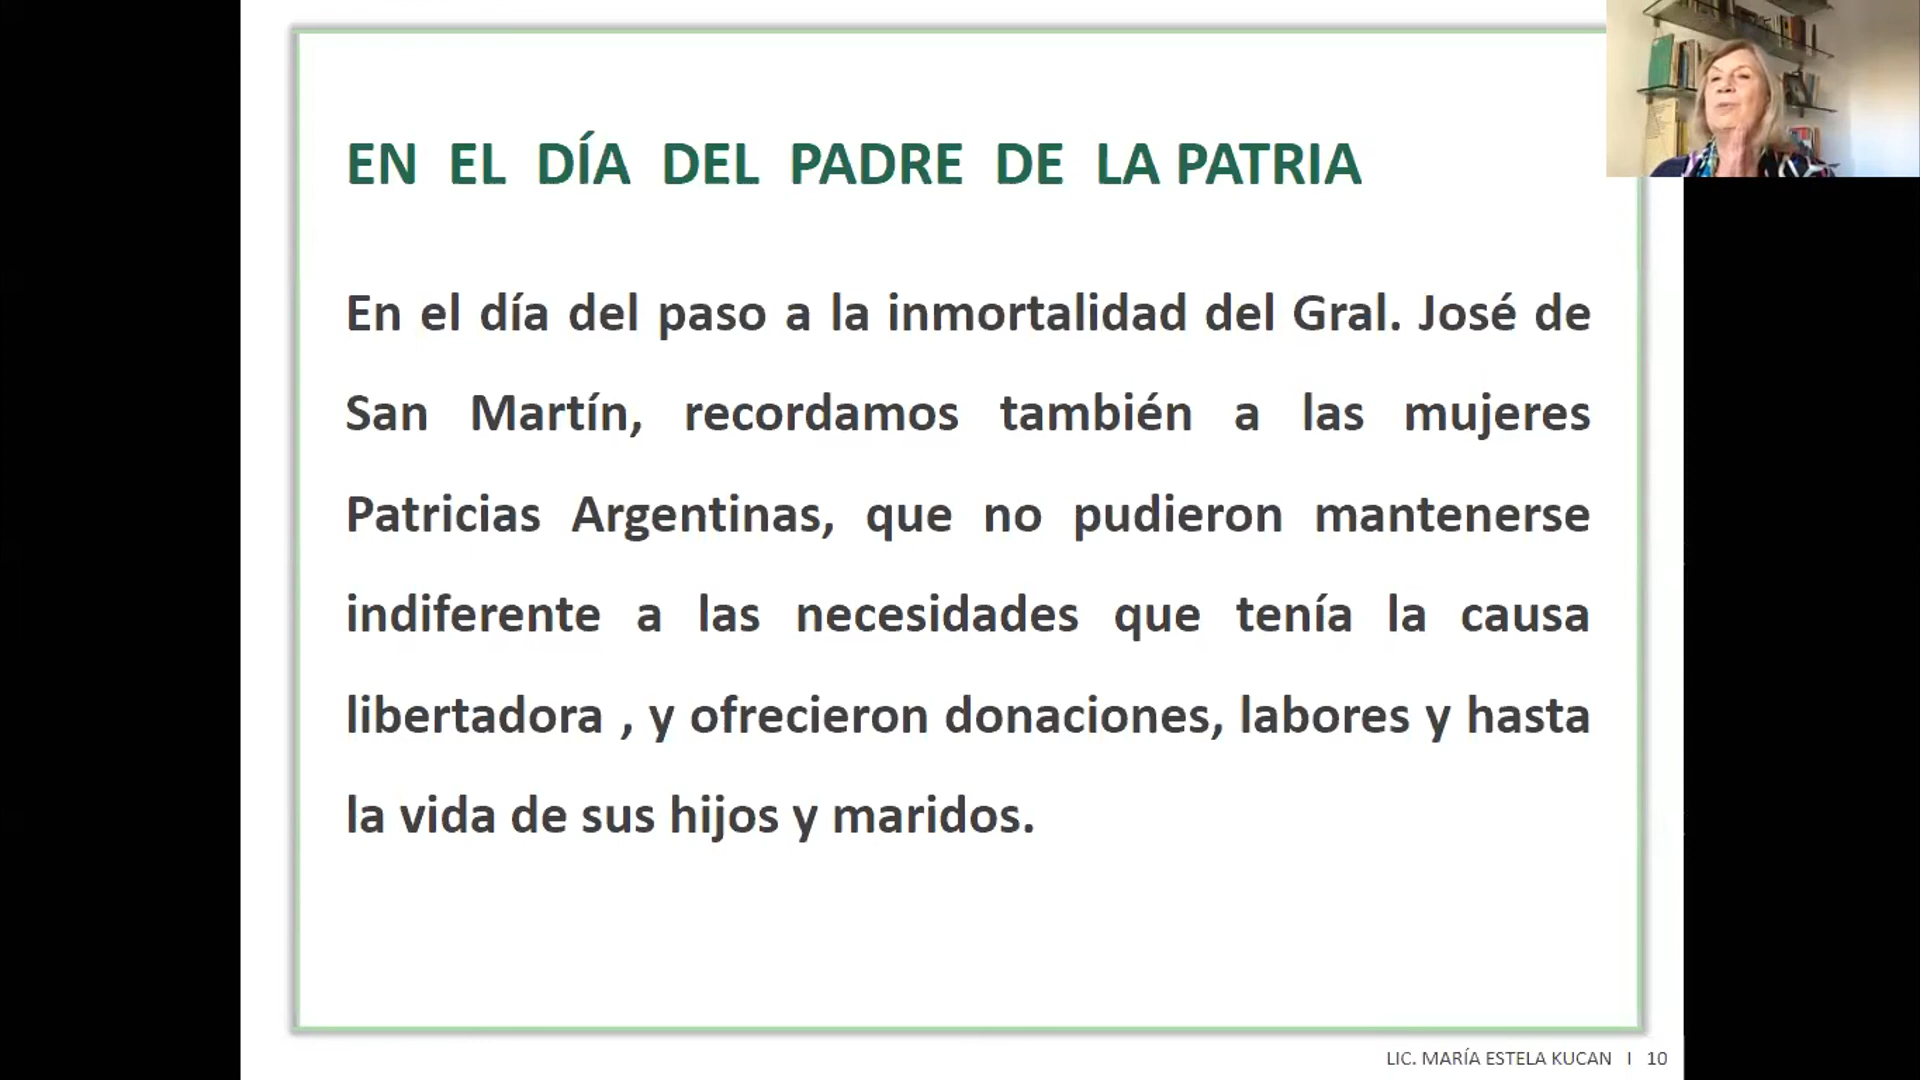 EN EL DÍA DEL PADRE DE LA PATRIA
En el día del paso a la inmortalidad del Gral. José de
San Martín, recordamos también a las mujeres
Patricias Argentinas, que no pudieron mantenerse
indiferente a las necesidades que tenía la causa
libertadora , y ofrecieron donaciones, labores y hasta
la vida de sus hijos y maridos.
LIC. MARÍA ESTELA KUCAN I 10